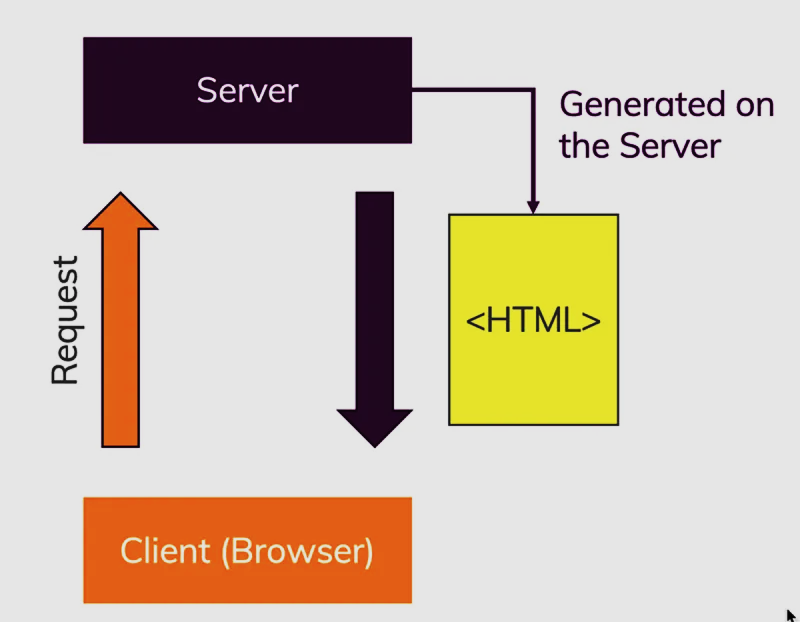 Server
Generated on
the Server
Request
<HTML>
Client (Browser)